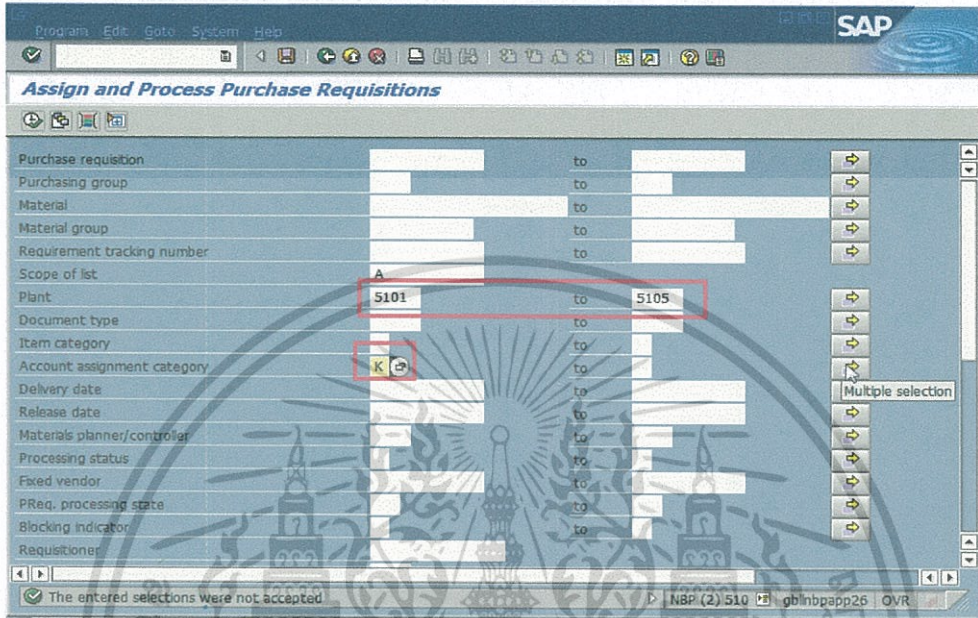 Program Edit Goto System Help
SAP
Assign and Process Purchase Requisitions
Purchase requisition to
Purchasing group to
Material to
Material group to
Requirement tracking number to
Scope of list A
Plant 5101 to 5105
Document type to
Item category to
Account assignment category K to
Delivery date to
Multiple selection
Release date to
Materials planner/controller to
Processing status to
Fixed vendor to
PReq. processing state to
Blocking indicator to
Requisitioner
The entered selections were not accepted NBP (2) 510 gblnbpapp26 OVR